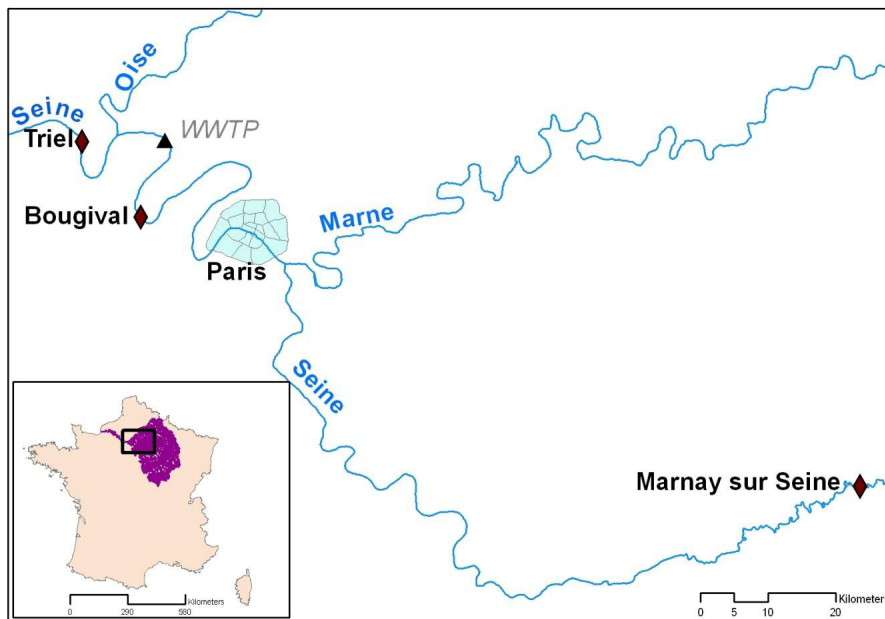 Oise
Seine
WWTP
Triel
Bougival
Marne
Paris
Seine
Marnay sur Seine
Kilometers
0 290 580
Kilometers
0 5 10 20